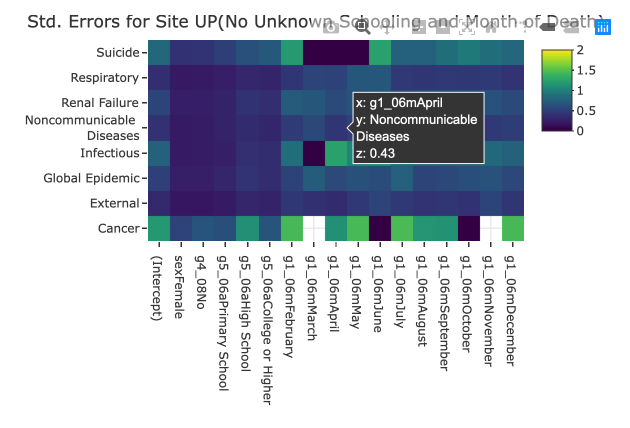 Std. Errors for Site UP(No Unknown Schooling and Month of Death)
Suicide
Respiratory
Renal Failure
Noncommunicable
Diseases
Infectious
Global Epidemic
External
Cancer
x: g1_06mApril
y: Noncommunicable
Diseases
z: 0.43
2
1.5
1
0.5
0
(Intercept)
sexFemale
g4_08No
g5_06aPrimary School
g5_06aHigh School
g5_06aCollege or Higher
g1_06mFebruary
g1_06mMarch
g1_06mApril
g1_06mMay
g1_06mJune
g1_06mJuly
g1_06mAugust
g1_06mSeptember
g1_06mOctober
g1_06mNovember
g1_06mDecember